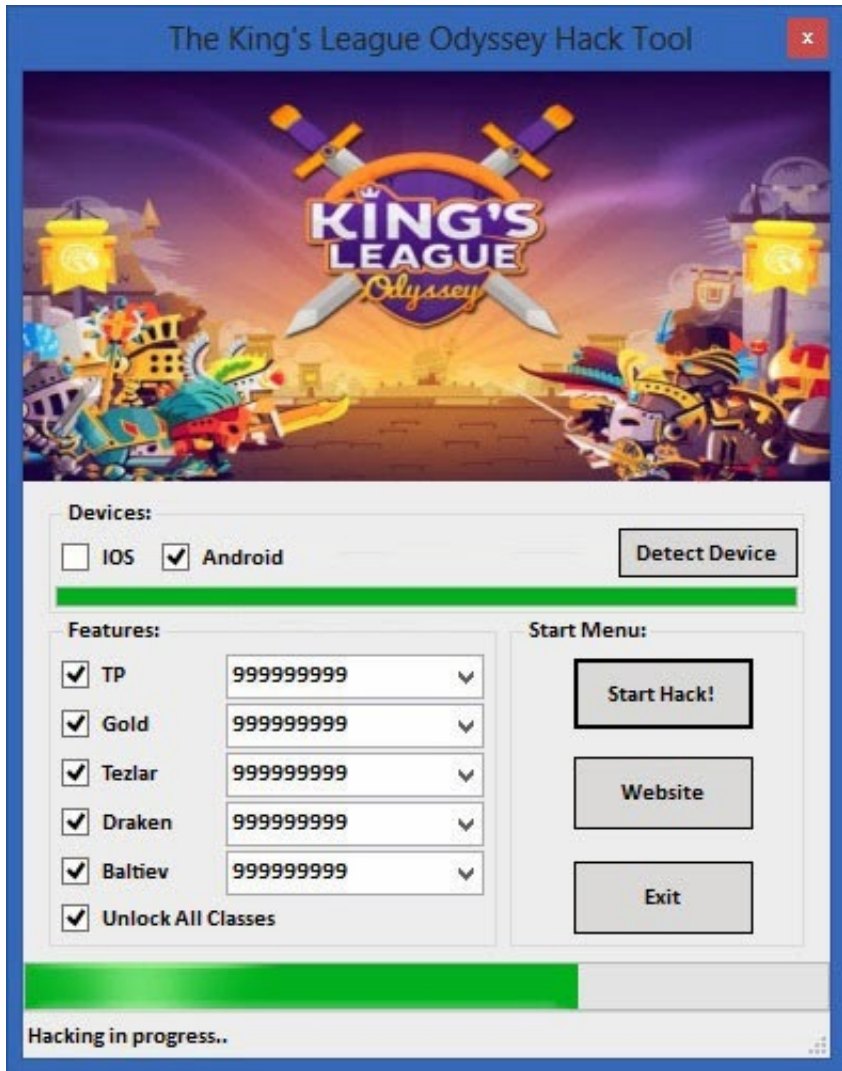 The King's League Odyssey Hack Tool
x
KING'S
LEAGUE
Odyssey
Devices:
IOS Android Detect Device
Features:
Start Menu:
TP 999999999
Start Hack!
Gold 999999999
Tezlar 999999999
Website
Draken 999999999
Baltiev 999999999
Exit
Unlock All Classes
Hacking in progress..